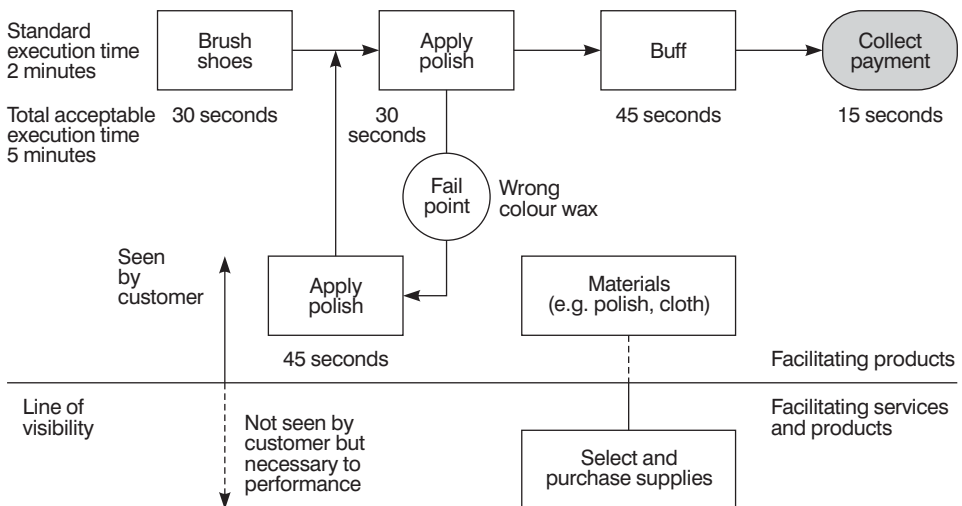 Standard
execution time
2 minutes
Brush
shoes
Apply
polish
Buff
Collect
payment
Total acceptable
execution time
5 minutes
30 seconds
30
seconds
45 seconds
15 seconds
Fail
point
Wrong
colour wax
Seen
by
customer
Apply
polish
Materials
(e.g. polish, cloth)
45 seconds
Facilitating products
Line of
visibility
Not seen by
customer but
necessary to
performance
Select and
purchase supplies
Facilitating services
and products